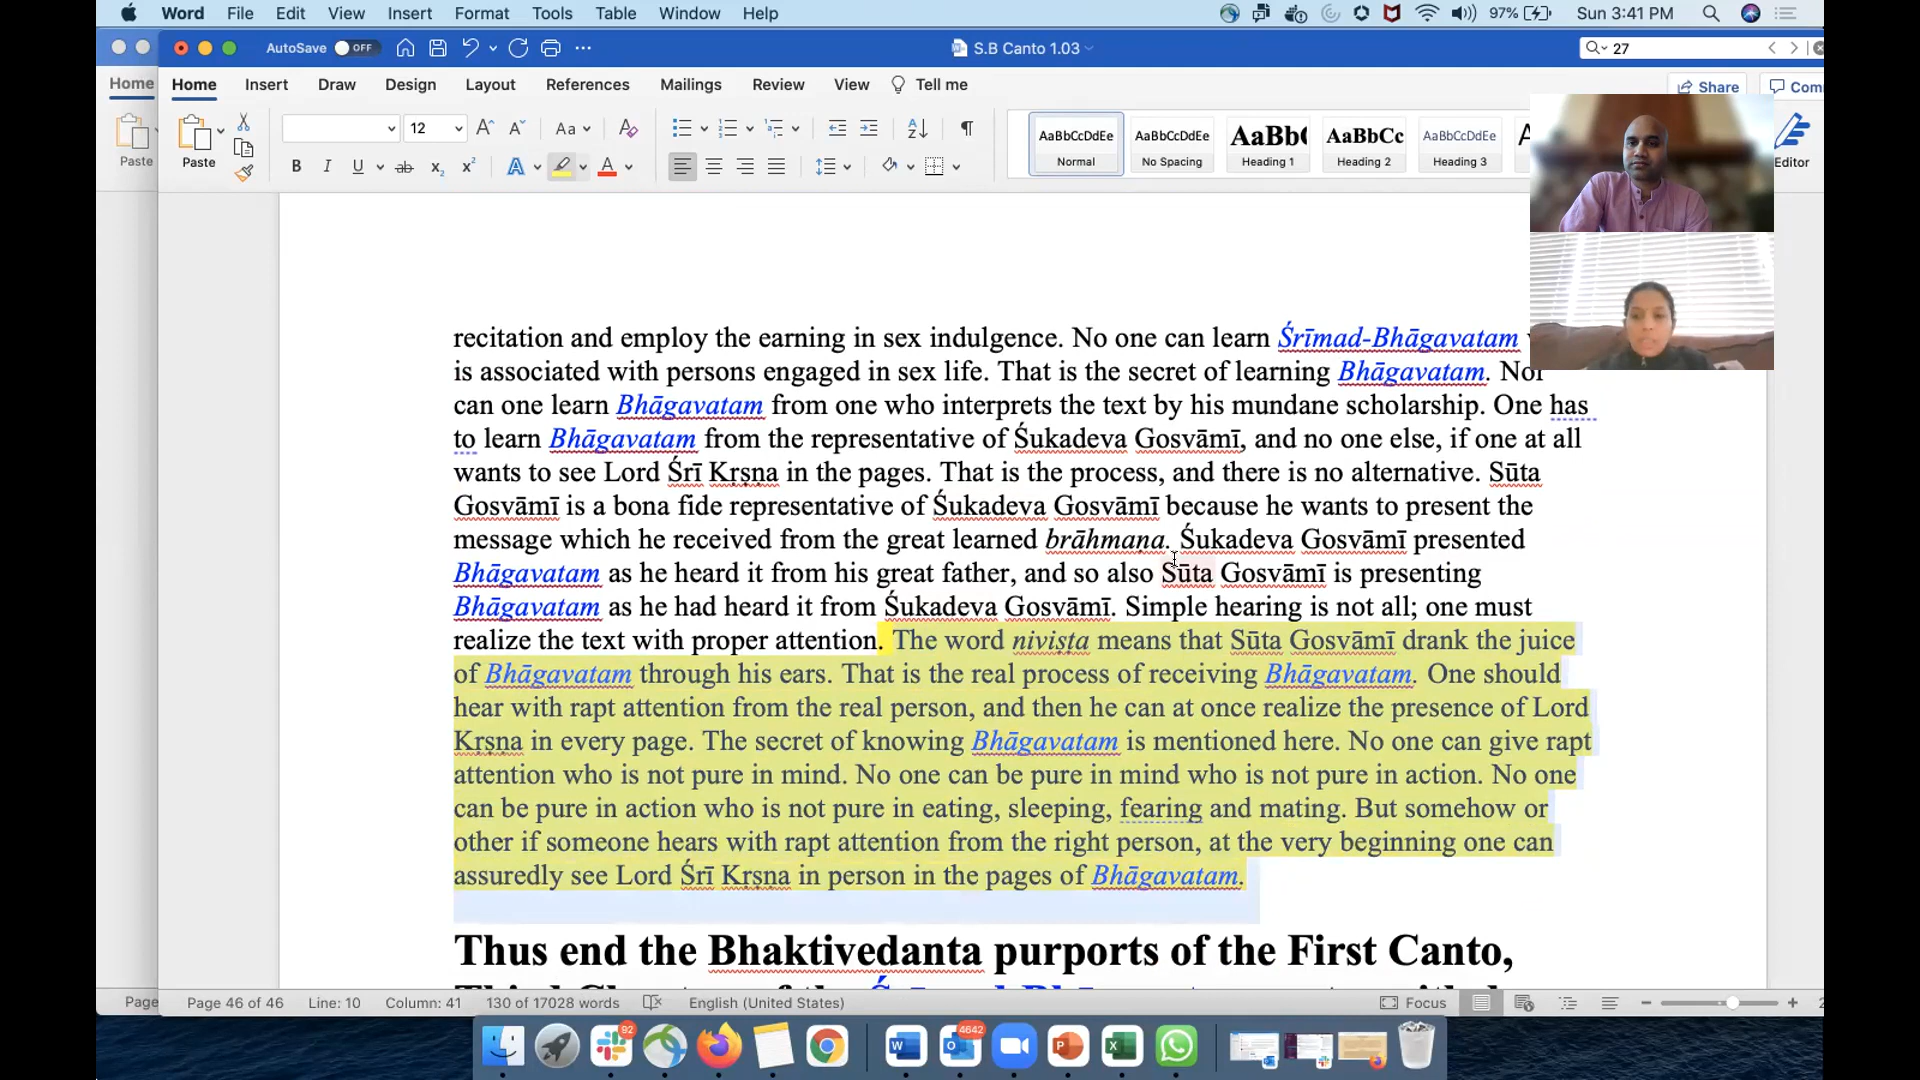 Word File Edit View Insert Format Tools Table Window Help 97% Sun 3:41 PM
AutoSave OFF S.B Canto 1.03 27
Home Home Insert Draw Design Layout References Mailings Review View Tell me Share Com
Paste Paste 12 Aa AaBbCcDdEe Normal AaBbCcDdEe No Spacing AaBb( Heading 1 AaBbCc Heading 2 AaBbCcDdEe Heading 3 Editor
recitation and employ the earning in sex indulgence. No one can learn Śrīmad-Bhāgavatam
is associated with persons engaged in sex life. That is the secret of learning Bhāgavatam. Nor
can one learn Bhāgavatam from one who interprets the text by his mundane scholarship. One has
to learn Bhāgavatam from the representative of Śukadeva Gosvāmī, and no one else, if one at all
wants to see Lord Śrī Kṛṣṇa in the pages. That is the process, and there is no alternative. Sūta
Gosvāmī is a bona fide representative of Śukadeva Gosvāmī because he wants to present the
message which he received from the great learned brāhmaṇa. Śukadeva Gosvāmī presented
Bhāgavatam as he heard it from his great father, and so also Sūta Gosvāmī is presenting
Bhāgavatam as he had heard it from Śukadeva Gosvāmī. Simple hearing is not all; one must
realize the text with proper attention. The word niviṣṭa means that Sūta Gosvāmī drank the juice
of Bhāgavatam through his ears. That is the real process of receiving Bhāgavatam. One should
hear with rapt attention from the real person, and then he can at once realize the presence of Lord
Kṛṣṇa in every page. The secret of knowing Bhāgavatam is mentioned here. No one can give rapt
attention who is not pure in mind. No one can be pure in mind who is not pure in action. No one
can be pure in action who is not pure in eating, sleeping, fearing and mating. But somehow or
other if someone hears with rapt attention from the right person, at the very beginning one can
assuredly see Lord Śrī Kṛṣṇa in person in the pages of Bhāgavatam.
Thus end the Bhaktivedanta purports of the First Canto,
Page Page 46 of 46 Line: 10 Column: 41 130 of 17028 words English (United States) Focus
92 4642